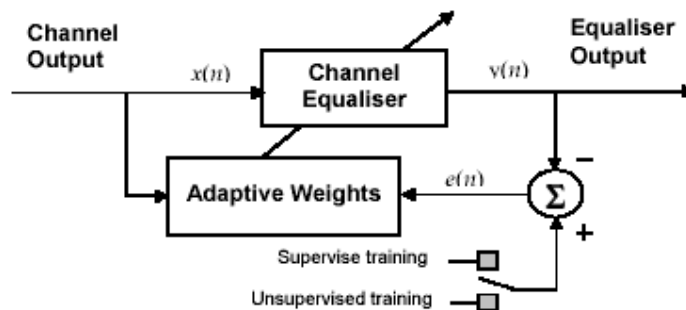 Channel
Output
Equaliser
Output
x(n)
Channel
Equaliser
v(n)
Adaptive Weights
e(n)
−
Σ
+
Supervise training
Unsupervised training